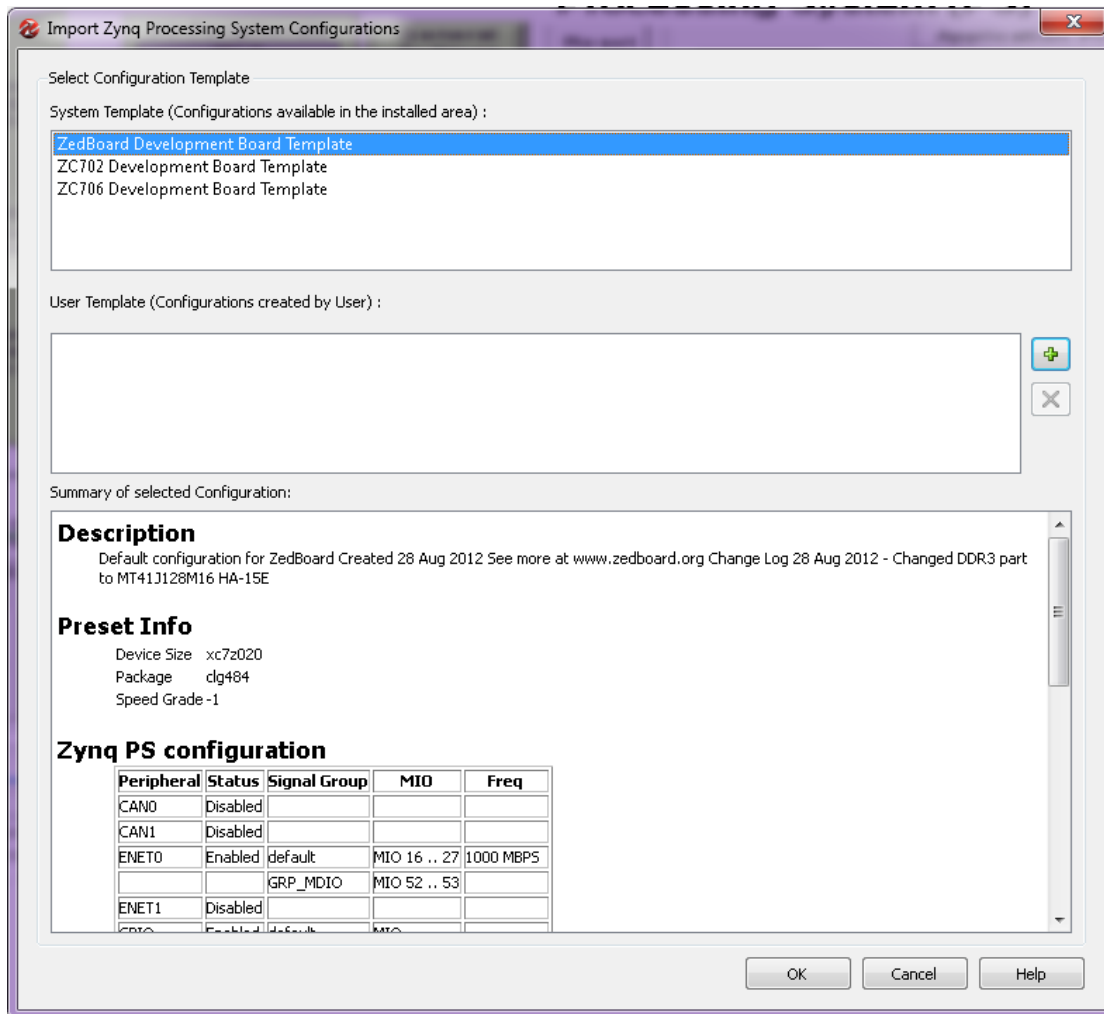 Import Zynq Processing System Configurations
Select Configuration Template
System Template (Configurations available in the installed area) :
ZedBoard Development Board Template
ZC702 Development Board Template
ZC706 Development Board Template
User Template (Configurations created by User) :
Summary of selected Configuration:
Description
Default configuration for ZedBoard Created 28 Aug 2012 See more at www.zedboard.org Change Log 28 Aug 2012 - Changed DDR3 part
to MT41J128M16 HA-15E
Preset Info
Device Size xc7z020
Package clg484
Speed Grade -1
Zynq PS configuration
Peripheral Status Signal Group MIO Freq
CAN0 Disabled
CAN1 Disabled
ENET0 Enabled default MIO 16 .. 27 1000 MBPS
GRP_MDIO MIO 52 .. 53
ENET1 Disabled
GPIO Enabled default MIO
OK Cancel Help